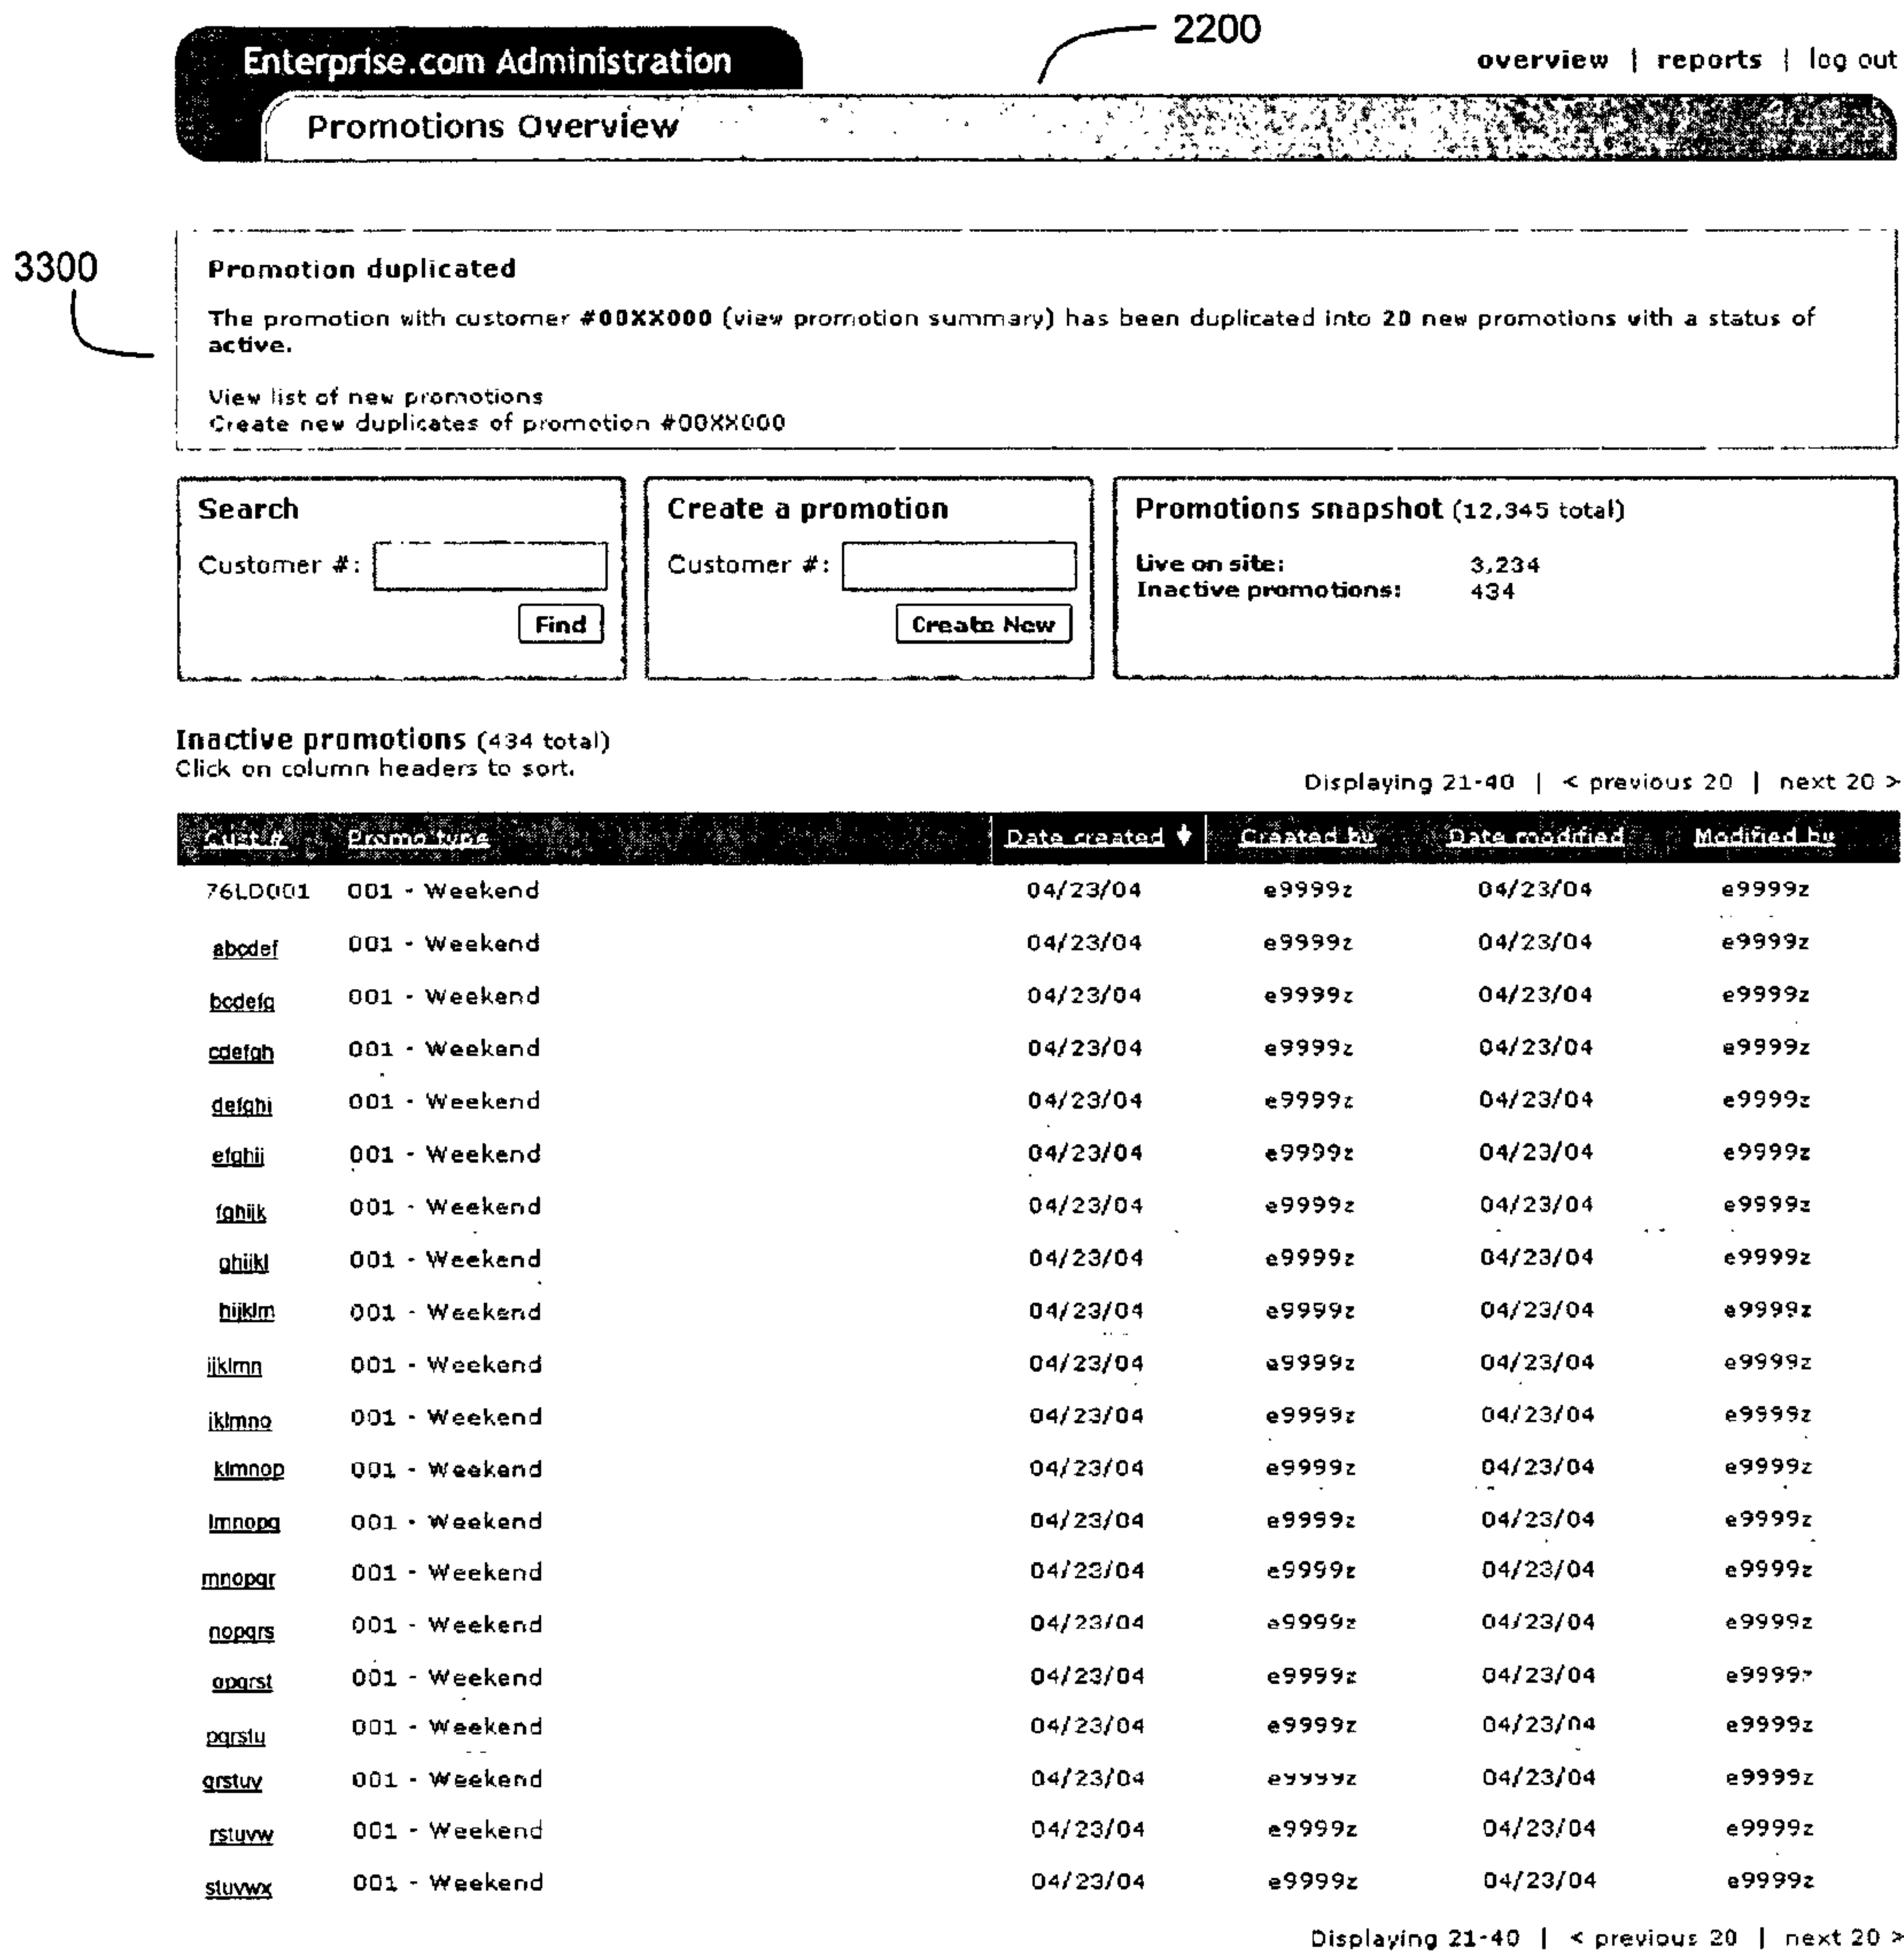 2200
Enterprise.com Administration
overview | reports | log out
Promotions Overview
3300
Promotion duplicated
The promotion with customer #00XX000 (view promotion summary) has been duplicated into 20 new promotions with a status of
active.
View list of new promotions
Create new duplicates of promotion #00XX000
Search
Customer #:
Find
Create a promotion
Customer #:
Create New
Promotions snapshot (12,345 total)
Live on site: 3,234
Inactive promotions: 434
Inactive promotions (434 total)
Click on column headers to sort.
Displaying 21-40 | < previous 20 | next 20 >
Cust # Promo type Date created Created by Date modified Modified by
76LD001 001 - Weekend 04/23/04 e9999z 04/23/04 e9999z
abcdef 001 - Weekend 04/23/04 e9999z 04/23/04 e9999z
bcdefg 001 - Weekend 04/23/04 e9999z 04/23/04 e9999z
cdefgh 001 - Weekend 04/23/04 e9999z 04/23/04 e9999z
defghi 001 - Weekend 04/23/04 e9999z 04/23/04 e9999z
efghij 001 - Weekend 04/23/04 e9999z 04/23/04 e9999z
fghijk 001 - Weekend 04/23/04 e9999z 04/23/04 e9999z
ghijkl 001 - Weekend 04/23/04 e9999z 04/23/04 e9999z
hijklm 001 - Weekend 04/23/04 e9999z 04/23/04 e9999z
ijklmn 001 - Weekend 04/23/04 e9999z 04/23/04 e9999z
jklmno 001 - Weekend 04/23/04 e9999z 04/23/04 e9999z
klmnop 001 - Weekend 04/23/04 e9999z 04/23/04 e9999z
lmnopq 001 - Weekend 04/23/04 e9999z 04/23/04 e9999z
mnopqr 001 - Weekend 04/23/04 e9999z 04/23/04 e9999z
nopqrs 001 - Weekend 04/23/04 e9999z 04/23/04 e9999z
opqrst 001 - Weekend 04/23/04 e9999z 04/23/04 e9999z
pqrstu 001 - Weekend 04/23/04 e9999z 04/23/04 e9999z
qrstuv 001 - Weekend 04/23/04 e9999z 04/23/04 e9999z
rstuvw 001 - Weekend 04/23/04 e9999z 04/23/04 e9999z
stuvwx 001 - Weekend 04/23/04 e9999z 04/23/04 e9999z
Displaying 21-40 | < previous 20 | next 20 >